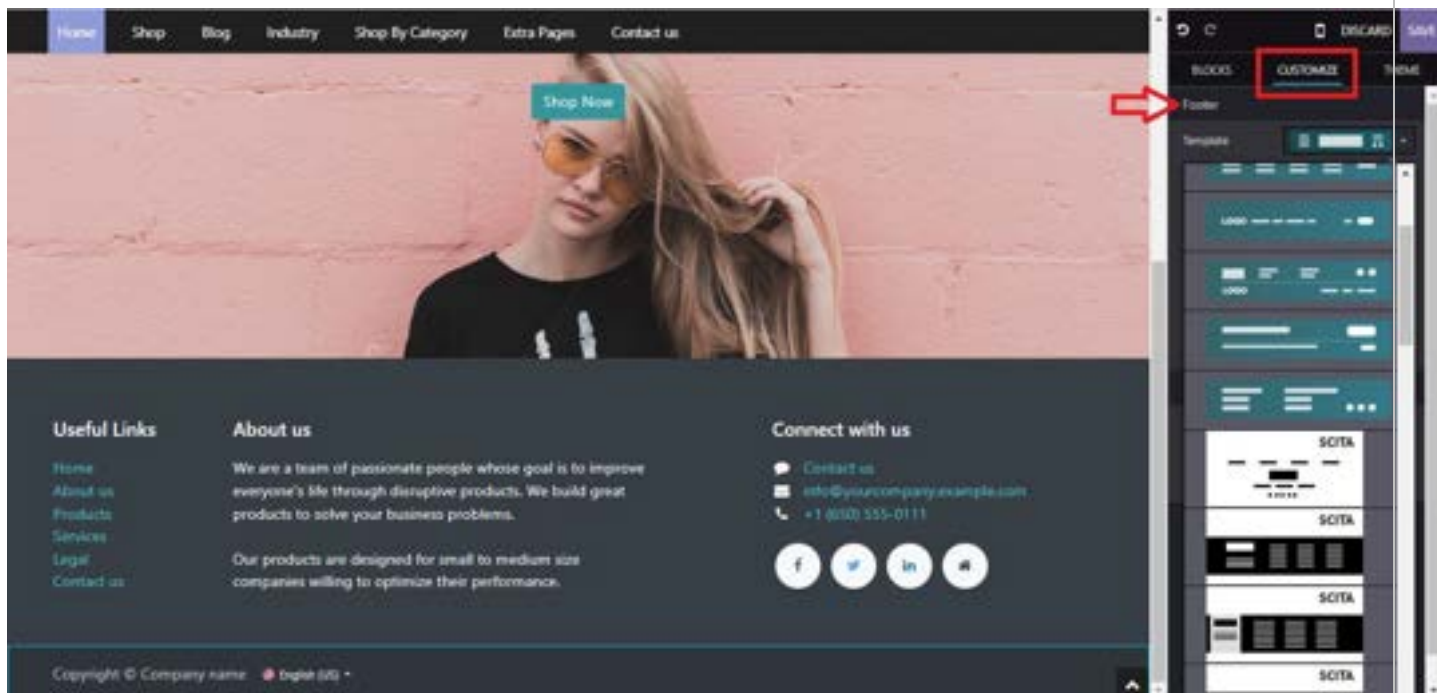 Home Shop Blog Industry Shop By Category Extra Pages Contact us
DISCARD SAVE
BLOCKS CUSTOMIZE THEME
Footer
Template
Shop Now
LOGO
LOGO
SCITA
SCITA
SCITA
SCITA
Useful Links
Home
About us
Products
Services
Legal
Contact us
About us
We are a team of passionate people whose goal is to improve
everyone's life through disruptive products. We build great
products to solve your business problems.
Our products are designed for small to medium size
companies willing to optimize their performance.
Connect with us
Contact us
info@yourcompany.example.com
+1 (650) 555-0111
Copyright © Company name English (US)